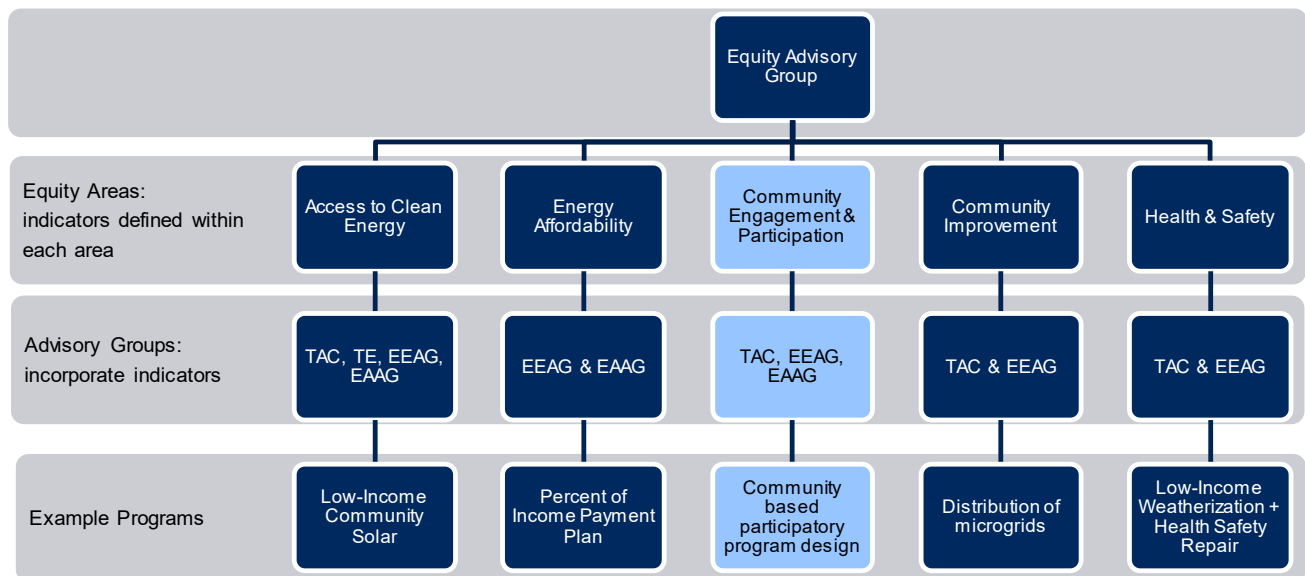 Equity Advisory
Group
Equity Areas:
indicators defined within
each area
Access to Clean
Energy
Energy
Affordability
Community
Engagement &
Participation
Community
Improvement
Health & Safety
Advisory Groups:
incorporate indicators
TAC, TE, EEAG,
EAAG
EEAG & EAAG
TAC, EEAG,
EAAG
TAC & EEAG
TAC & EEAG
Example Programs
Low-Income
Community
Solar
Percent of
Income Payment
Plan
Community
based
participatory
program design
Distribution of
microgrids
Low-Income
Weatherization +
Health Safety
Repair